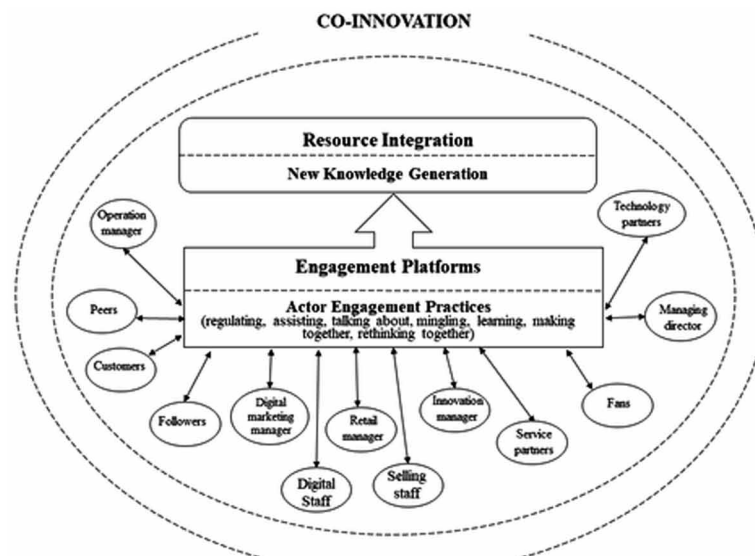 CO-INNOVATION
Resource Integration
New Knowledge Generation
Operation
manager
Technology
partners
Engagement Platforms
Actor Engagement Practices
(regulating, assisting, talking about, mingling, learning, making
together, rethinking together)
Peers
Managing
director
Customers
Followers
Digital
marketing
manager
Retail
manager
Innovation
manager
Fans
Service
partners
Digital
Staff
Selling
staff